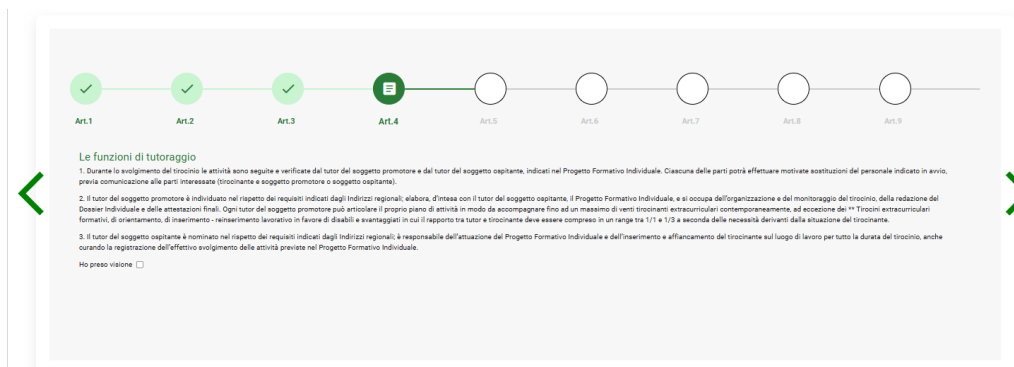 Art.1 Art.2 Art.3 Art.4 Art.5 Art.6 Art.7 Art.8 Art.9
Le funzioni di tutoraggio
1. Durante lo svolgimento del tirocinio le attività sono seguite e verificate dal tutor del soggetto promotore e dal tutor del soggetto ospitante, indicati nel Progetto Formativo Individuale. Ciascuna delle parti potrà effettuare motivate sostituzioni del personale indicato in avvio,
previa comunicazione alle parti interessate (tirocinante e soggetto promotore o soggetto ospitante).
2. Il tutor del soggetto promotore è individuato nel rispetto dei requisiti indicati dagli Indirizzi regionali; elabora, d'intesa con il tutor del soggetto ospitante, il Progetto Formativo Individuale, e si occupa dell'organizzazione e del monitoraggio del tirocinio, della redazione del
Dossier Individuale e delle attestazioni finali. Ogni tutor del soggetto promotore può articolare il proprio piano di attività in modo da accompagnare fino ad un massimo di venti tirocinanti extracurriculari contemporaneamente, ad eccezione dei ** Tirocini extracurriculari
formativi, di orientamento, di inserimento - reinserimento lavorativo in favore di disabili e svantaggiati in cui il rapporto tra tutor e tirocinante deve essere compreso in un range tra 1/1 e 1/3 a seconda delle necessità derivanti dalla situazione del tirocinante.
3. Il tutor del soggetto ospitante è nominato nel rispetto dei requisiti indicati dagli Indirizzi regionali; è responsabile dell'attuazione del Progetto Formativo Individuale e dell'inserimento e affiancamento del tirocinante sul luogo di lavoro per tutto la durata del tirocinio, anche
curando la registrazione dell'effettivo svolgimento delle attività previste nel Progetto Formativo Individuale.
Ho preso visione